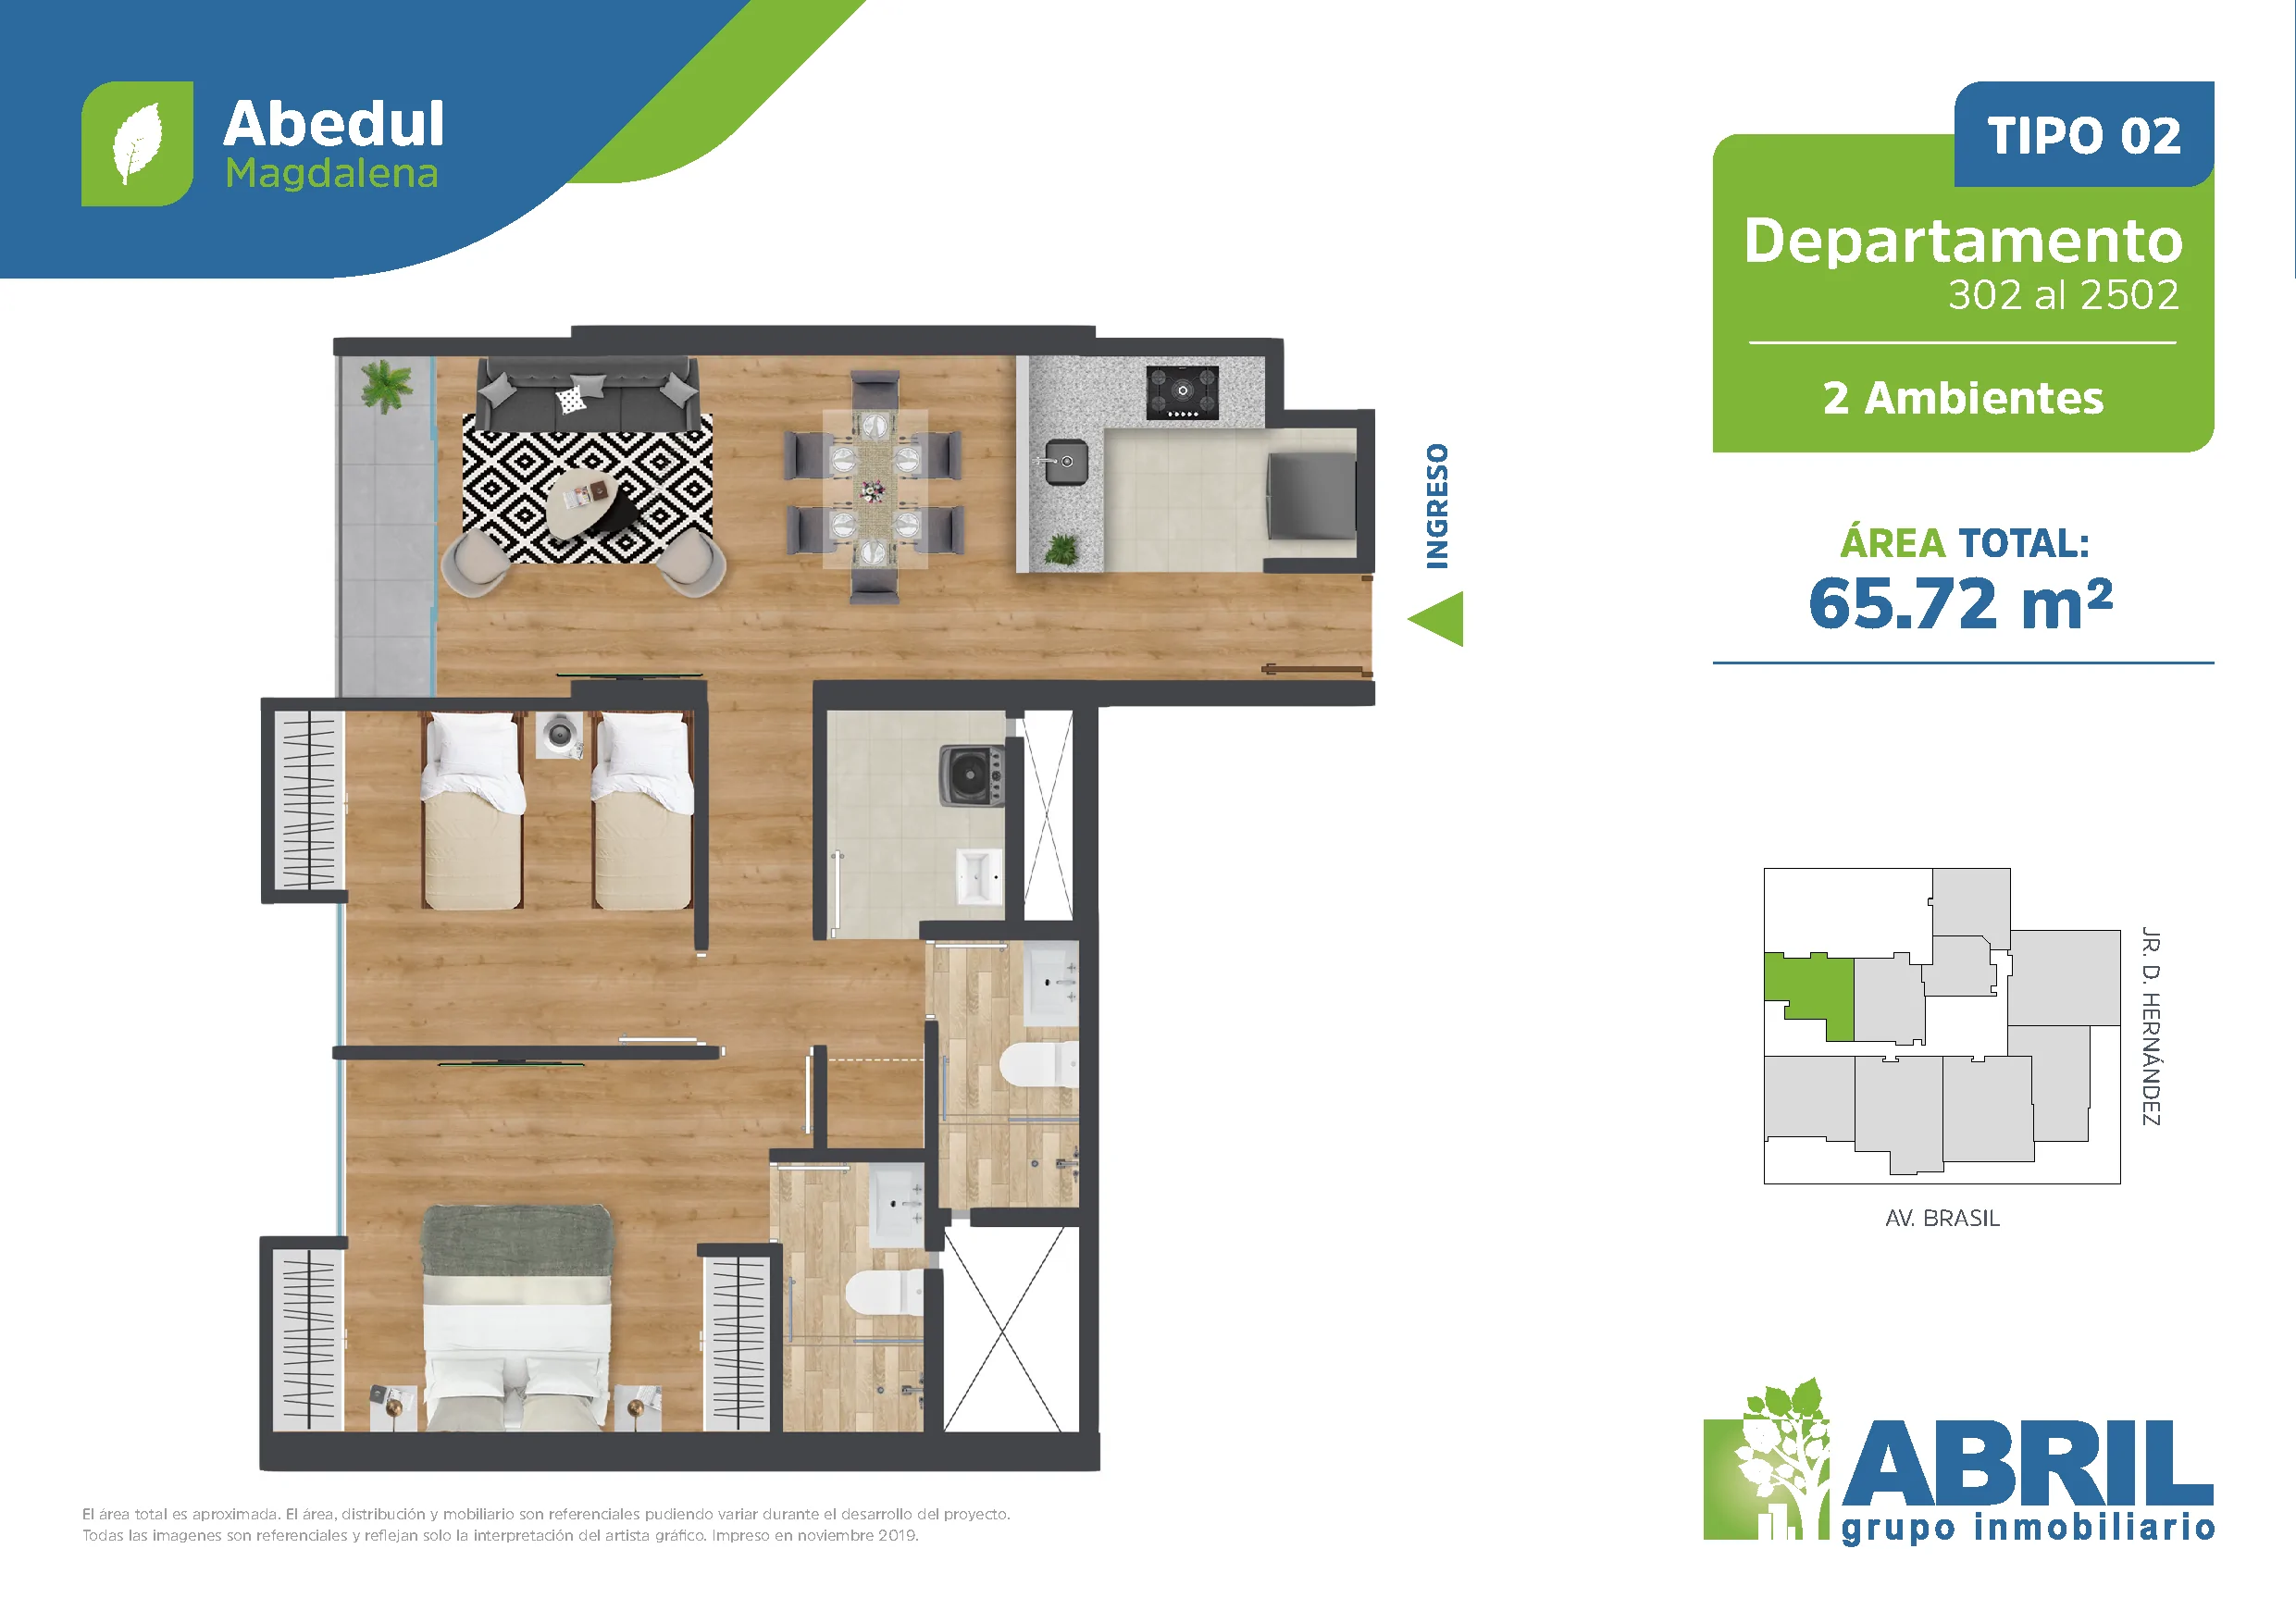 Abedul
Magdalena
TIPO 02
Departamento
302 al 2502
2 Ambientes
ÁREA TOTAL:
65.72 m²
INGRESO
JR. D. HERNÁNDEZ
AV. BRASIL
ABRIL
grupo inmobiliario
El área total es aproximada. El área, distribución y mobiliario son referenciales pudiendo variar durante el desarrollo del proyecto.
Todas las imagenes son referenciales y reflejan solo la interpretación del artista gráfico. Impreso en noviembre 2019.